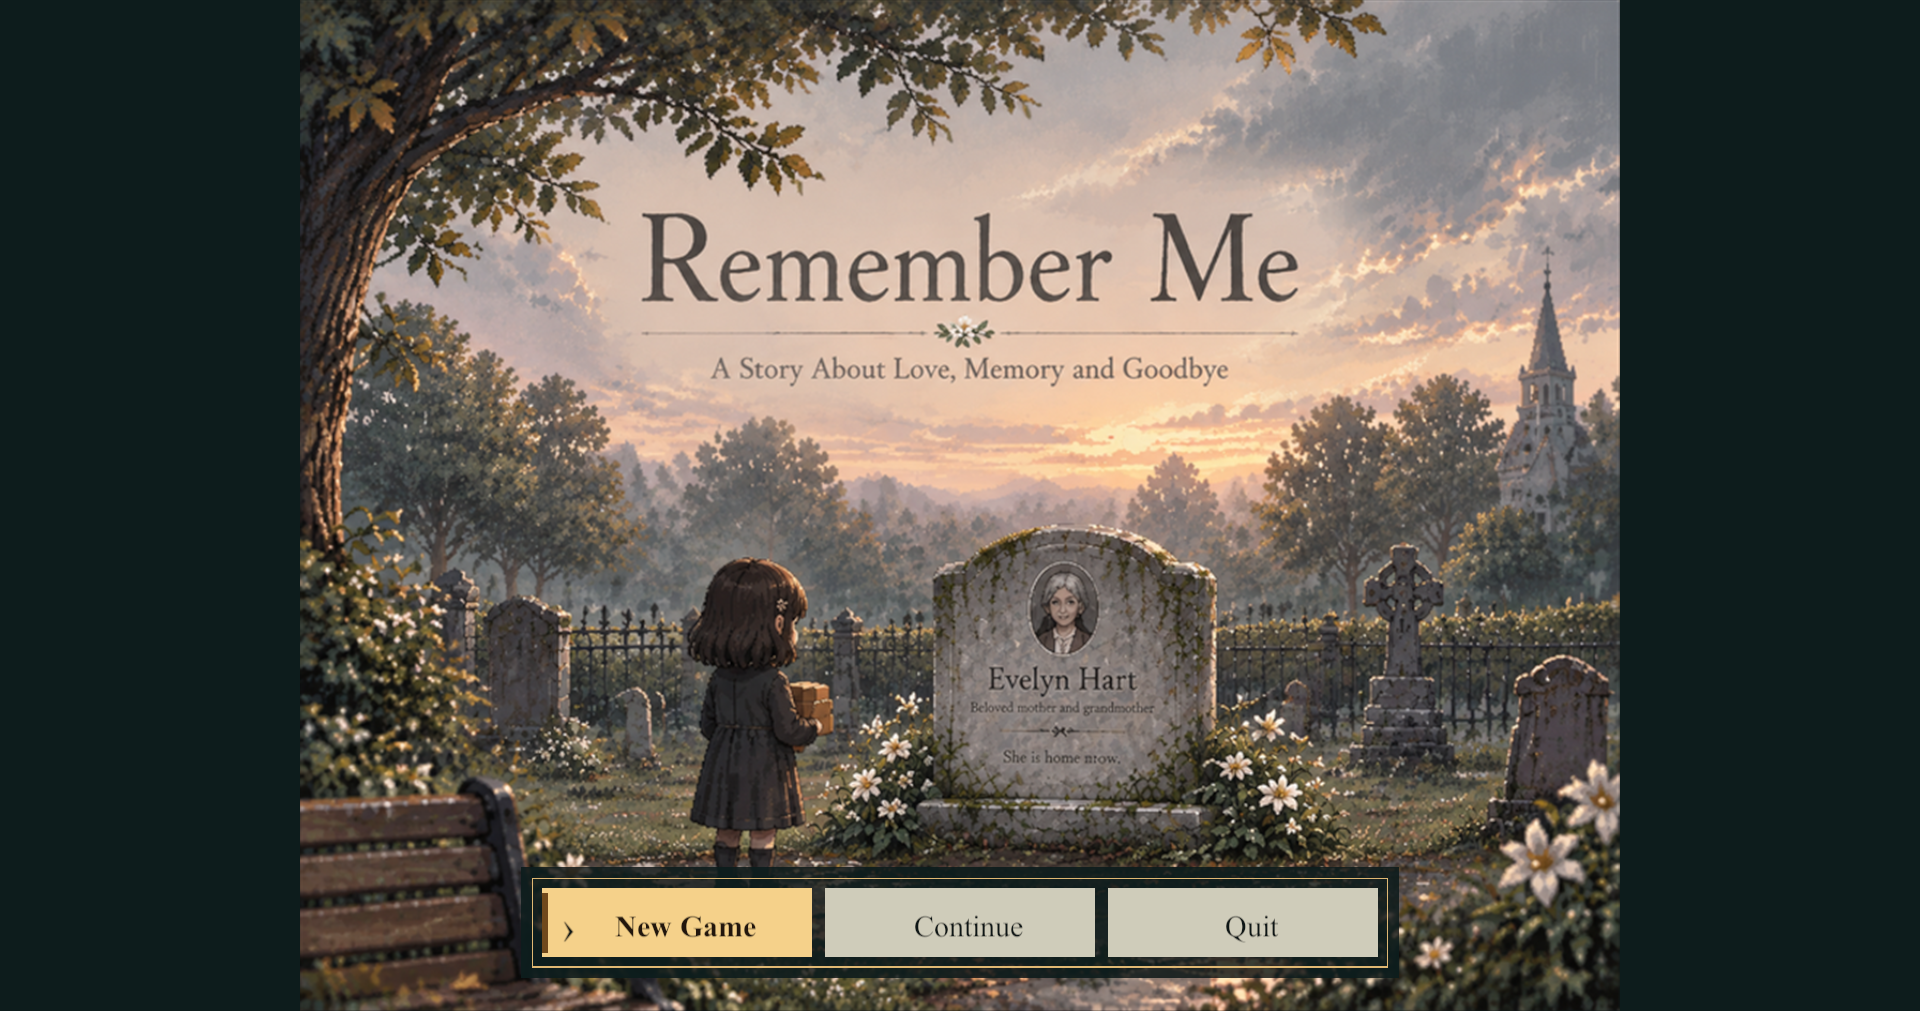 Remember Me
A Story About Love, Memory and Goodbye
Evelyn Hart
Beloved mother and grandmother
She is home nrow.
› New Game
Continue
Quit